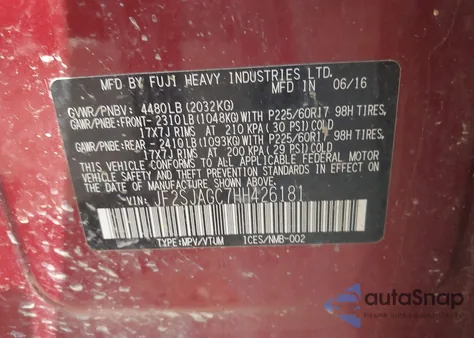 MFD BY FUJI HEAVY INDUSTRIES LTD.
MFD IN 06/16
GVWR/PNBV: 4480LB(2032KG)
GAWR/PNBE:FRONT-2310LB(1048KG)WITH P225/60R17 98H TIRES,
17X7J RIMS AT 210 KPA(30 PSI) COLD
GAWR/PNBE:REAR -2410LB(1093KG)WITH P225/60R17 98H TIRES,
17X7J RIMS AT 200 KPA(29 PSI) COLD
THIS VEHICLE CONFORMS TO ALL APPLICABLE FEDERAL MOTOR
VEHICLE SAFETY AND THEFT PREVENTION STANDARDS IN
EFFECT ON THE DATE OF MANUFACTURE SHOWN ABOVE.
VIN: JF2SJAGC7HH426181
TYPE:MPV/VTUM ICES/NMB-002
autoSnap